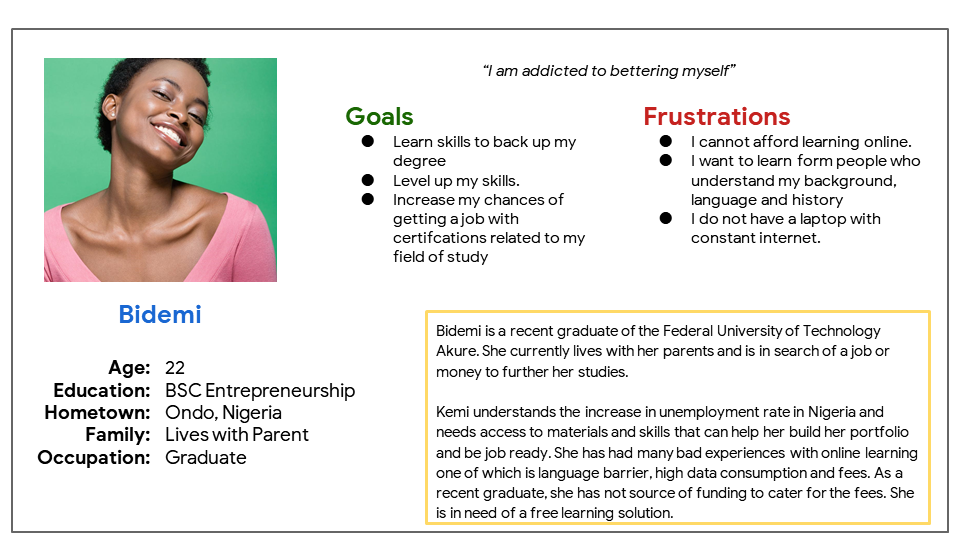 “I am addicted to bettering myself”
Goals
● Learn skills to back up my
degree
● Level up my skills.
● Increase my chances of
getting a job with
certifcations related to my
field of study
Frustrations
● I cannot afford learning online.
● I want to learn form people who
understand my background,
language and history
● I do not have a laptop with
constant internet.
Bidemi
Age: 22
Education: BSC Entrepreneurship
Hometown: Ondo, Nigeria
Family: Lives with Parent
Occupation: Graduate
Bidemi is a recent graduate of the Federal University of Technology
Akure. She currently lives with her parents and is in search of a job or
money to further her studies.
Kemi understands the increase in unemployment rate in Nigeria and
needs access to materials and skills that can help her build her portfolio
and be job ready. She has had many bad experiences with online learning
one of which is language barrier, high data consumption and fees. As a
recent graduate, she has not source of funding to cater for the fees. She
is in need of a free learning solution.